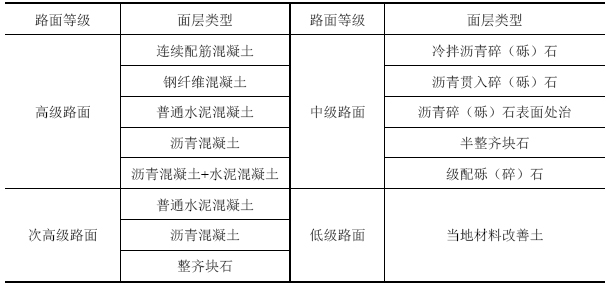 路面等级 面层类型 路面等级 面层类型
高级路面
连续配筋混凝土
钢纤维混凝土
普通水泥混凝土
沥青混凝土
沥青混凝土+水泥混凝土
中级路面
冷拌沥青碎（砾）石
沥青贯入碎（砾）石
沥青碎（砾）石表面处治
半整齐块石
级配砾（碎）石
次高级路面
普通水泥混凝土
沥青混凝土
整齐块石
低级路面
当地材料改善土